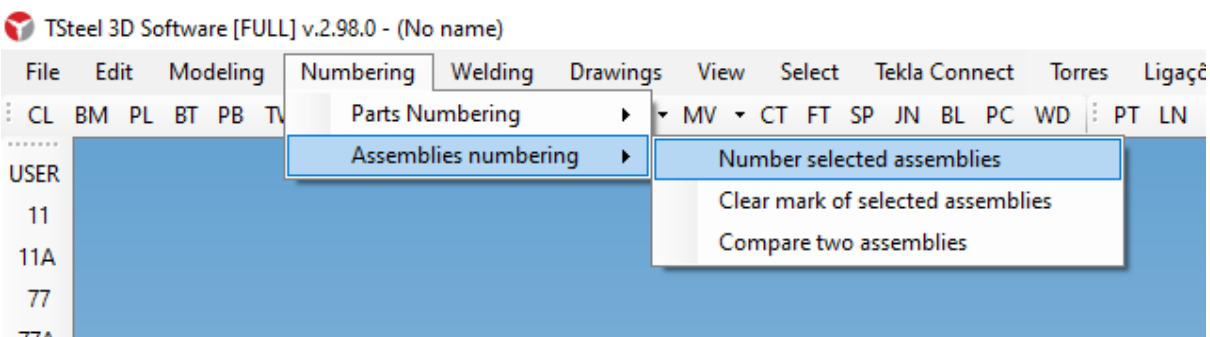 TSteel 3D Software [FULL] v.2.98.0 - (No name)
File Edit Modeling Numbering Welding Drawings View Select Tekla Connect Torres
CL BM PL BT PB MV CT FT SP JN BL PC WD PT LN
Parts Numbering
Assemblies numbering
Number selected assemblies
Clear mark of selected assemblies
Compare two assemblies
USER
11
11A
77